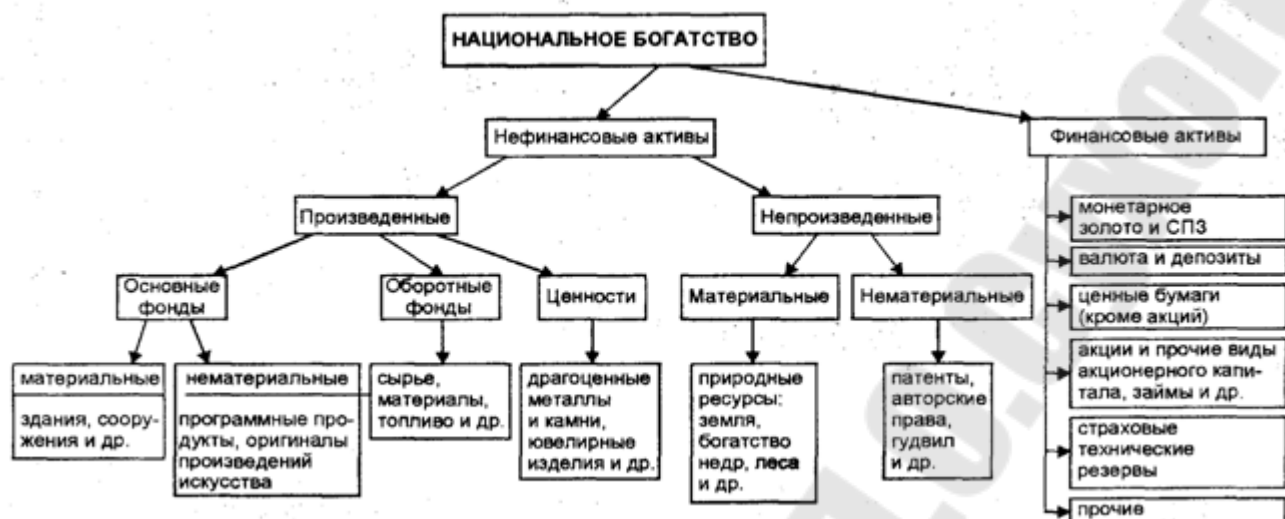 НАЦИОНАЛЬНОЕ БОГАТСТВО
Нефинансовые активы
Финансовые активы
Произведенные
Непроизведенные
Основные
фонды
Оборотные
фонды
Ценности
Материальные
Нематериальные
материальные
здания, соору-
жения и др.
нематериальные
программные про-
дукты, оригиналы
произведений
искусства
сырье,
материалы,
топливо и др.
драгоценные
металлы
и камни,
ювелирные
изделия и др.
природные
ресурсы:
земля,
богатство
недр, леса
и др.
патенты,
авторские
права,
гудвил
и др.
монетарное
золото и СПЗ
валюта и депозиты
ценные бумаги
(кроме акций)
акции и прочие виды
акционерного капи-
тала, займы и др.
страховые
технические
резервы
прочие